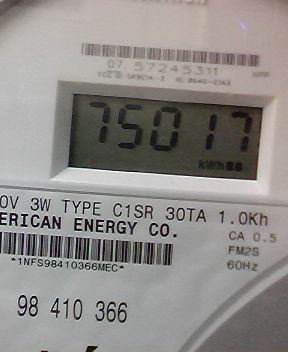 D7 57245311
75017
kWh
0V 3W TYPE C1SR 30TA 1.0Kh
ERICAN ENERGY CO.
CA 0.5
FM2S
60Hz
*1NFS98410366MEC*
98 410 366